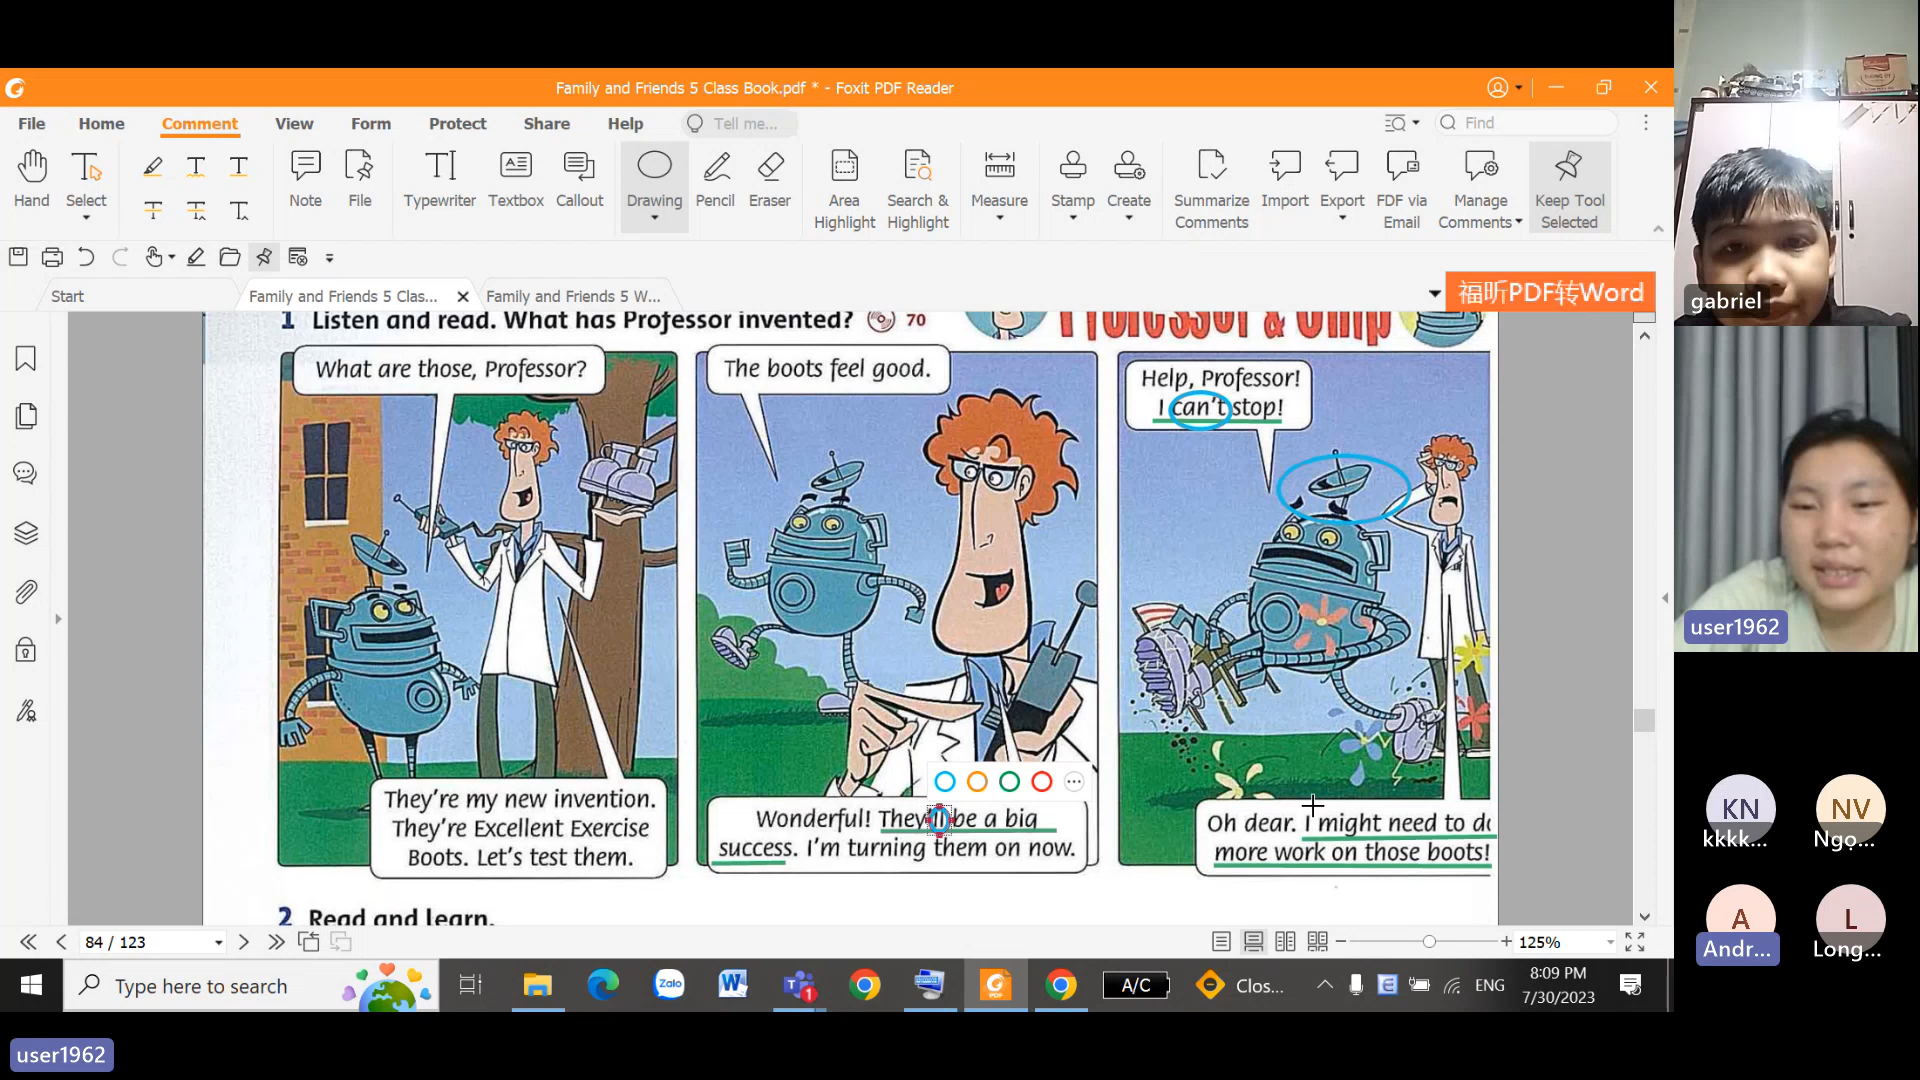 Family and Friends 5 Class Book.pdf * - Foxit PDF Reader
File Home Comment View Form Protect Share Help Tell me... Find
Hand Select Note File Typewriter Textbox Callout Drawing Pencil Eraser Area Highlight Search & Highlight Measure Stamp Create Summarize Comments Import Export FDF via Email Manage Comments Keep Tool Selected
Start Family and Friends 5 Clas... Family and Friends 5 W... 福昕PDF转Word
1 Listen and read. What has Professor invented? 70 Professor & Chip
What are those, Professor?
They're my new invention.
They're Excellent Exercise
Boots. Let's test them.
The boots feel good.
Wonderful! They'll be a big
success. I'm turning them on now.
Help, Professor!
I can't stop!
Oh dear. I might need to do
more work on those boots!
2 Read and learn.
84 / 123
125%
Type here to search
Zalo
A/C
Clos...
ENG
8:09 PM
7/30/2023
gabriel
user1962
KN
kkkk...
NV
Ngọ...
A
Andr...
L
Long...
user1962